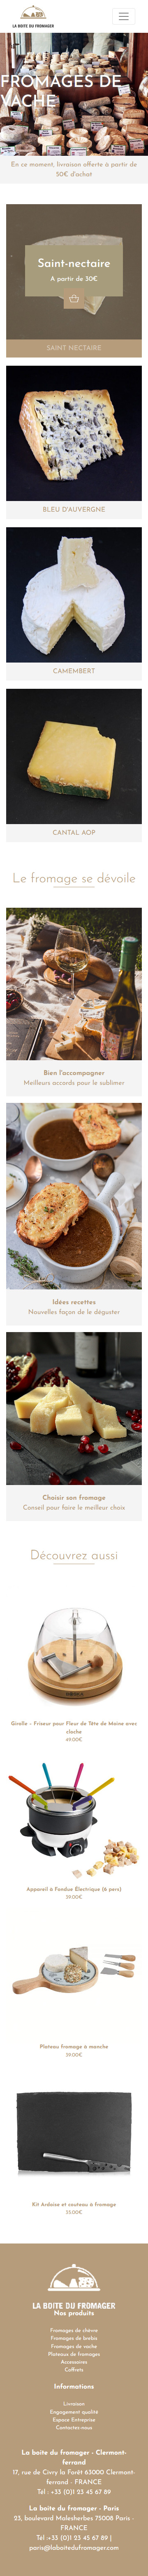 LA BOITE DU FROMAGER
FROMAGES DE
VACHE
En ce moment, livraison offerte à partir de
50€ d'achat
Saint-nectaire
A partir de 30€
SAINT NECTAIRE
BLEU D'AUVERGNE
CAMEMBERT
CANTAL AOP
Le fromage se dévoile
Bien l'accompagner
Meilleurs accords pour le sublimer
Idées recettes
Nouvelles façon de le déguster
Choisir son fromage
Conseil pour faire le meilleur choix
Découvrez aussi
Girolle – Friseur pour Fleur de Tête de Moine avec
cloche
49.00€
Appareil à Fondue Electrique (6 pers)
39.00€
Plateau fromage à manche
39.00€
Kit Ardoise et couteau à fromage
35.00€
LA BOITE DU FROMAGER
Nos produits
Fromages de chèvre
Fromages de brebis
Fromages de vache
Plateaux de fromages
Accessoires
Coffrets
Informations
Livraison
Engagement qualité
Espace Entreprise
Contactez-nous
La boite du fromager - Clermont-
ferrand
17, rue de Livry la Forêt 63000 Clermont-
ferrand - FRANCE
Tél : +33 (0)1 23 45 67 89
La boite du fromager - Paris
23, boulevard Malesherbes 75008 Paris -
FRANCE
Tél :+33 (0)1 23 45 67 89 |
paris@laboitedufromager.com